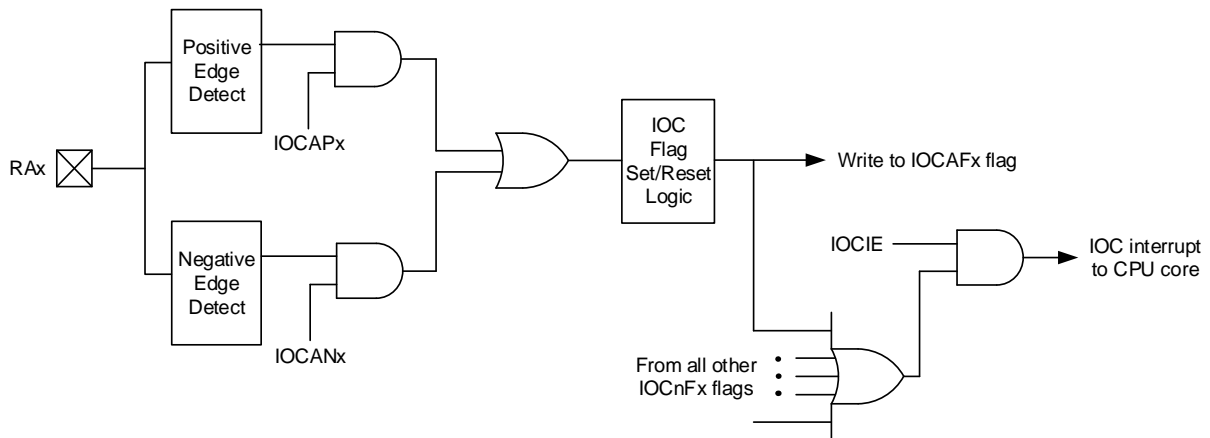 Positive
Edge
Detect
IOCAPx
RAx
Negative
Edge
Detect
IOCANx
IOC
Flag
Set/Reset
Logic
Write to IOCAFx flag
IOCIE
IOC interrupt
to CPU core
From all other
IOCnFx flags